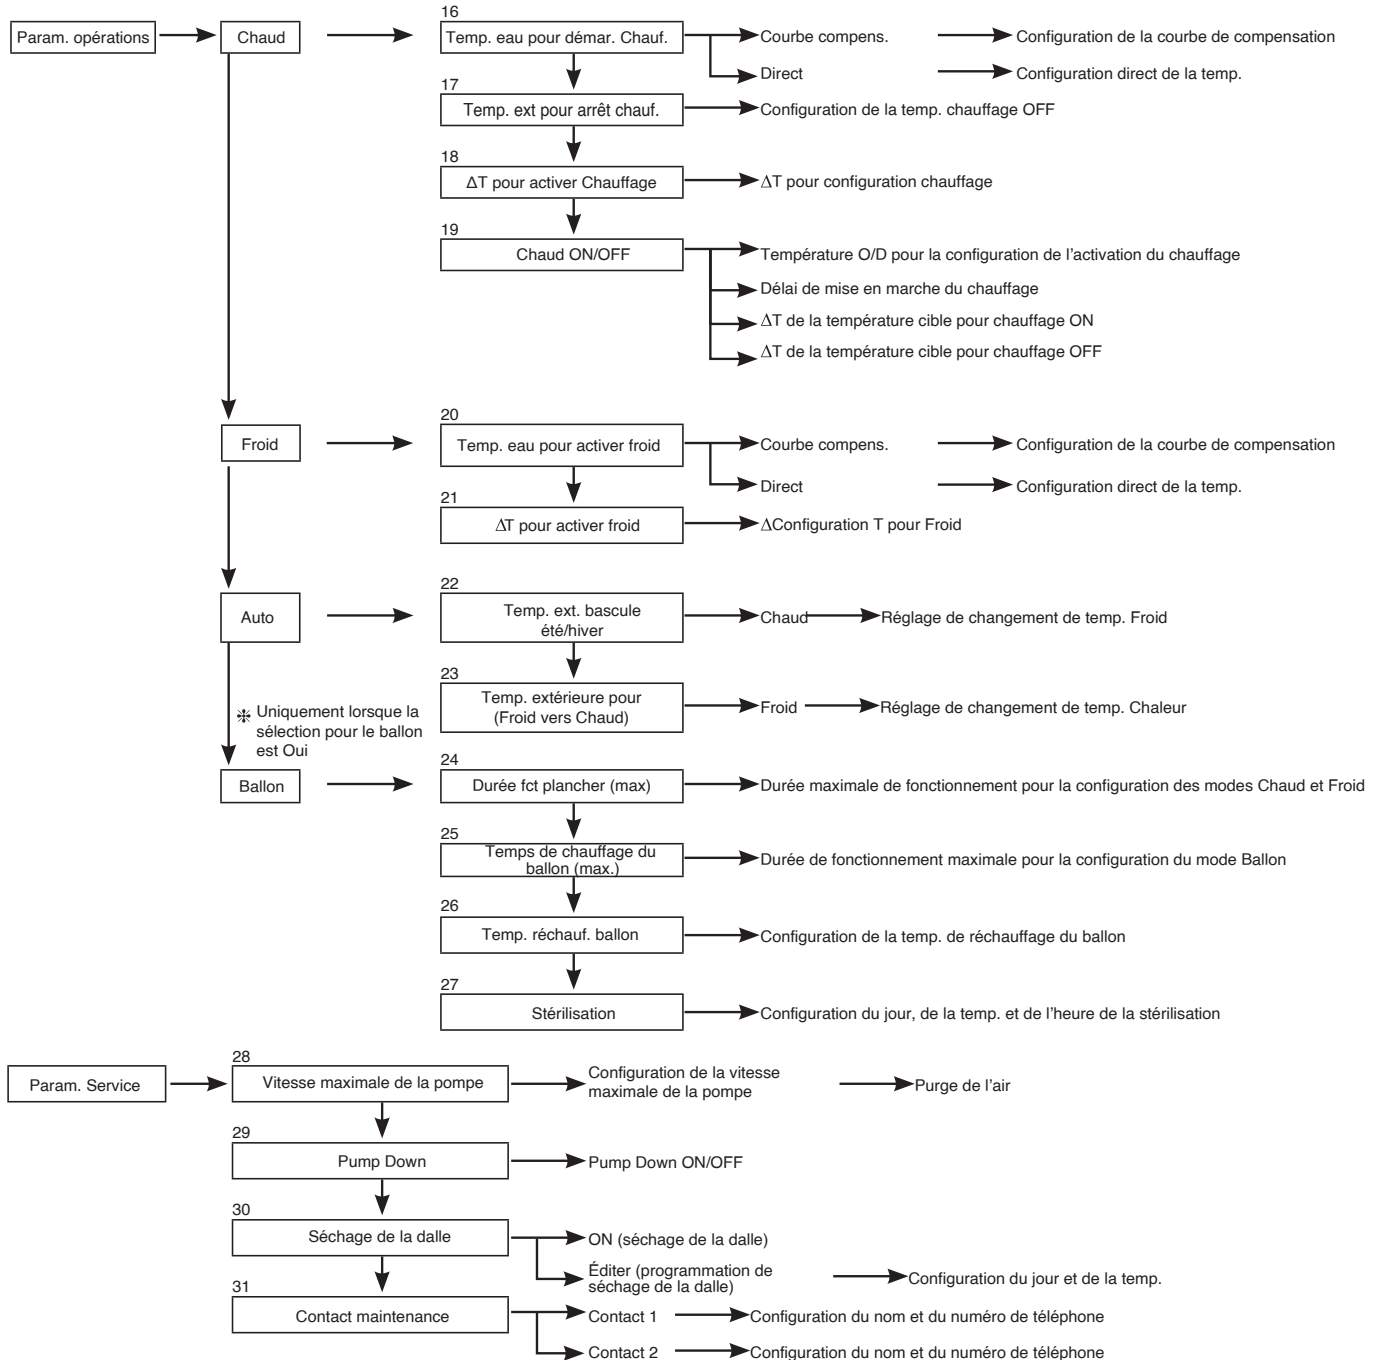 16
Param. opérations
Chaud
Temp. eau pour démar. Chauf.
Courbe compens.
Configuration de la courbe de compensation
Direct
Configuration direct de la temp.
17
Temp. ext pour arrêt chauf.
Configuration de la temp. chauffage OFF
18
ΔT pour activer Chauffage
ΔT pour configuration chauffage
19
Chaud ON/OFF
Température O/D pour la configuration de l'activation du chauffage
Délai de mise en marche du chauffage
ΔT de la température cible pour chauffage ON
ΔT de la température cible pour chauffage OFF
20
Froid
Temp. eau pour activer froid
Courbe compens.
Configuration de la courbe de compensation
Direct
Configuration direct de la temp.
21
ΔT pour activer froid
ΔConfiguration T pour Froid
22
Auto
Temp. ext. bascule
été/hiver
Chaud
Réglage de changement de temp. Froid
23
Temp. extérieure pour
(Froid vers Chaud)
Froid
Réglage de changement de temp. Chaleur
❉ Uniquement lorsque la
sélection pour le ballon
est Oui
24
Ballon
Durée fct plancher (max)
Durée maximale de fonctionnement pour la configuration des modes Chaud et Froid
25
Temps de chauffage du
ballon (max.)
Durée de fonctionnement maximale pour la configuration du mode Ballon
26
Temp. réchauf. ballon
Configuration de la temp. de réchauffage du ballon
27
Stérilisation
Configuration du jour, de la temp. et de l'heure de la stérilisation
28
Param. Service
Vitesse maximale de la pompe
Configuration de la vitesse
maximale de la pompe
Purge de l'air
29
Pump Down
Pump Down ON/OFF
30
Séchage de la dalle
ON (séchage de la dalle)
Éditer (programmation de
séchage de la dalle)
Configuration du jour et de la temp.
31
Contact maintenance
Contact 1
Configuration du nom et du numéro de téléphone
Contact 2
Configuration du nom et du numéro de téléphone